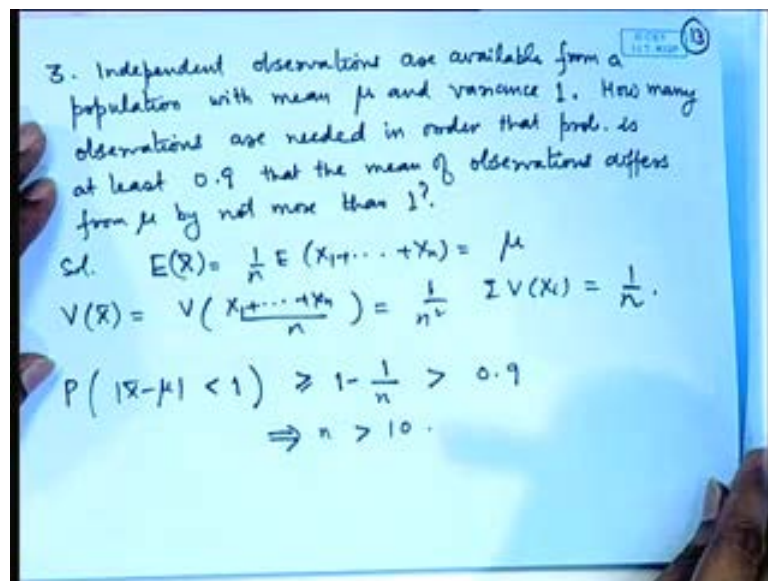 13
3. Independent observations are available from a
population with mean μ and variance 1. How many
observations are needed in order that prob. is
at least 0.9 that the mean of observations differs
from μ by not more than 1?.
Sol. E(X̄) = 1/n E (X₁+···+Xₙ) = μ
V(X̄) = V( (X₁+···+Xₙ)/n ) = 1/n² Σ V(Xi) = 1/n.
P( |X̄-μ| < 1) ≥ 1 - 1/n > 0.9
⇒ n > 10.